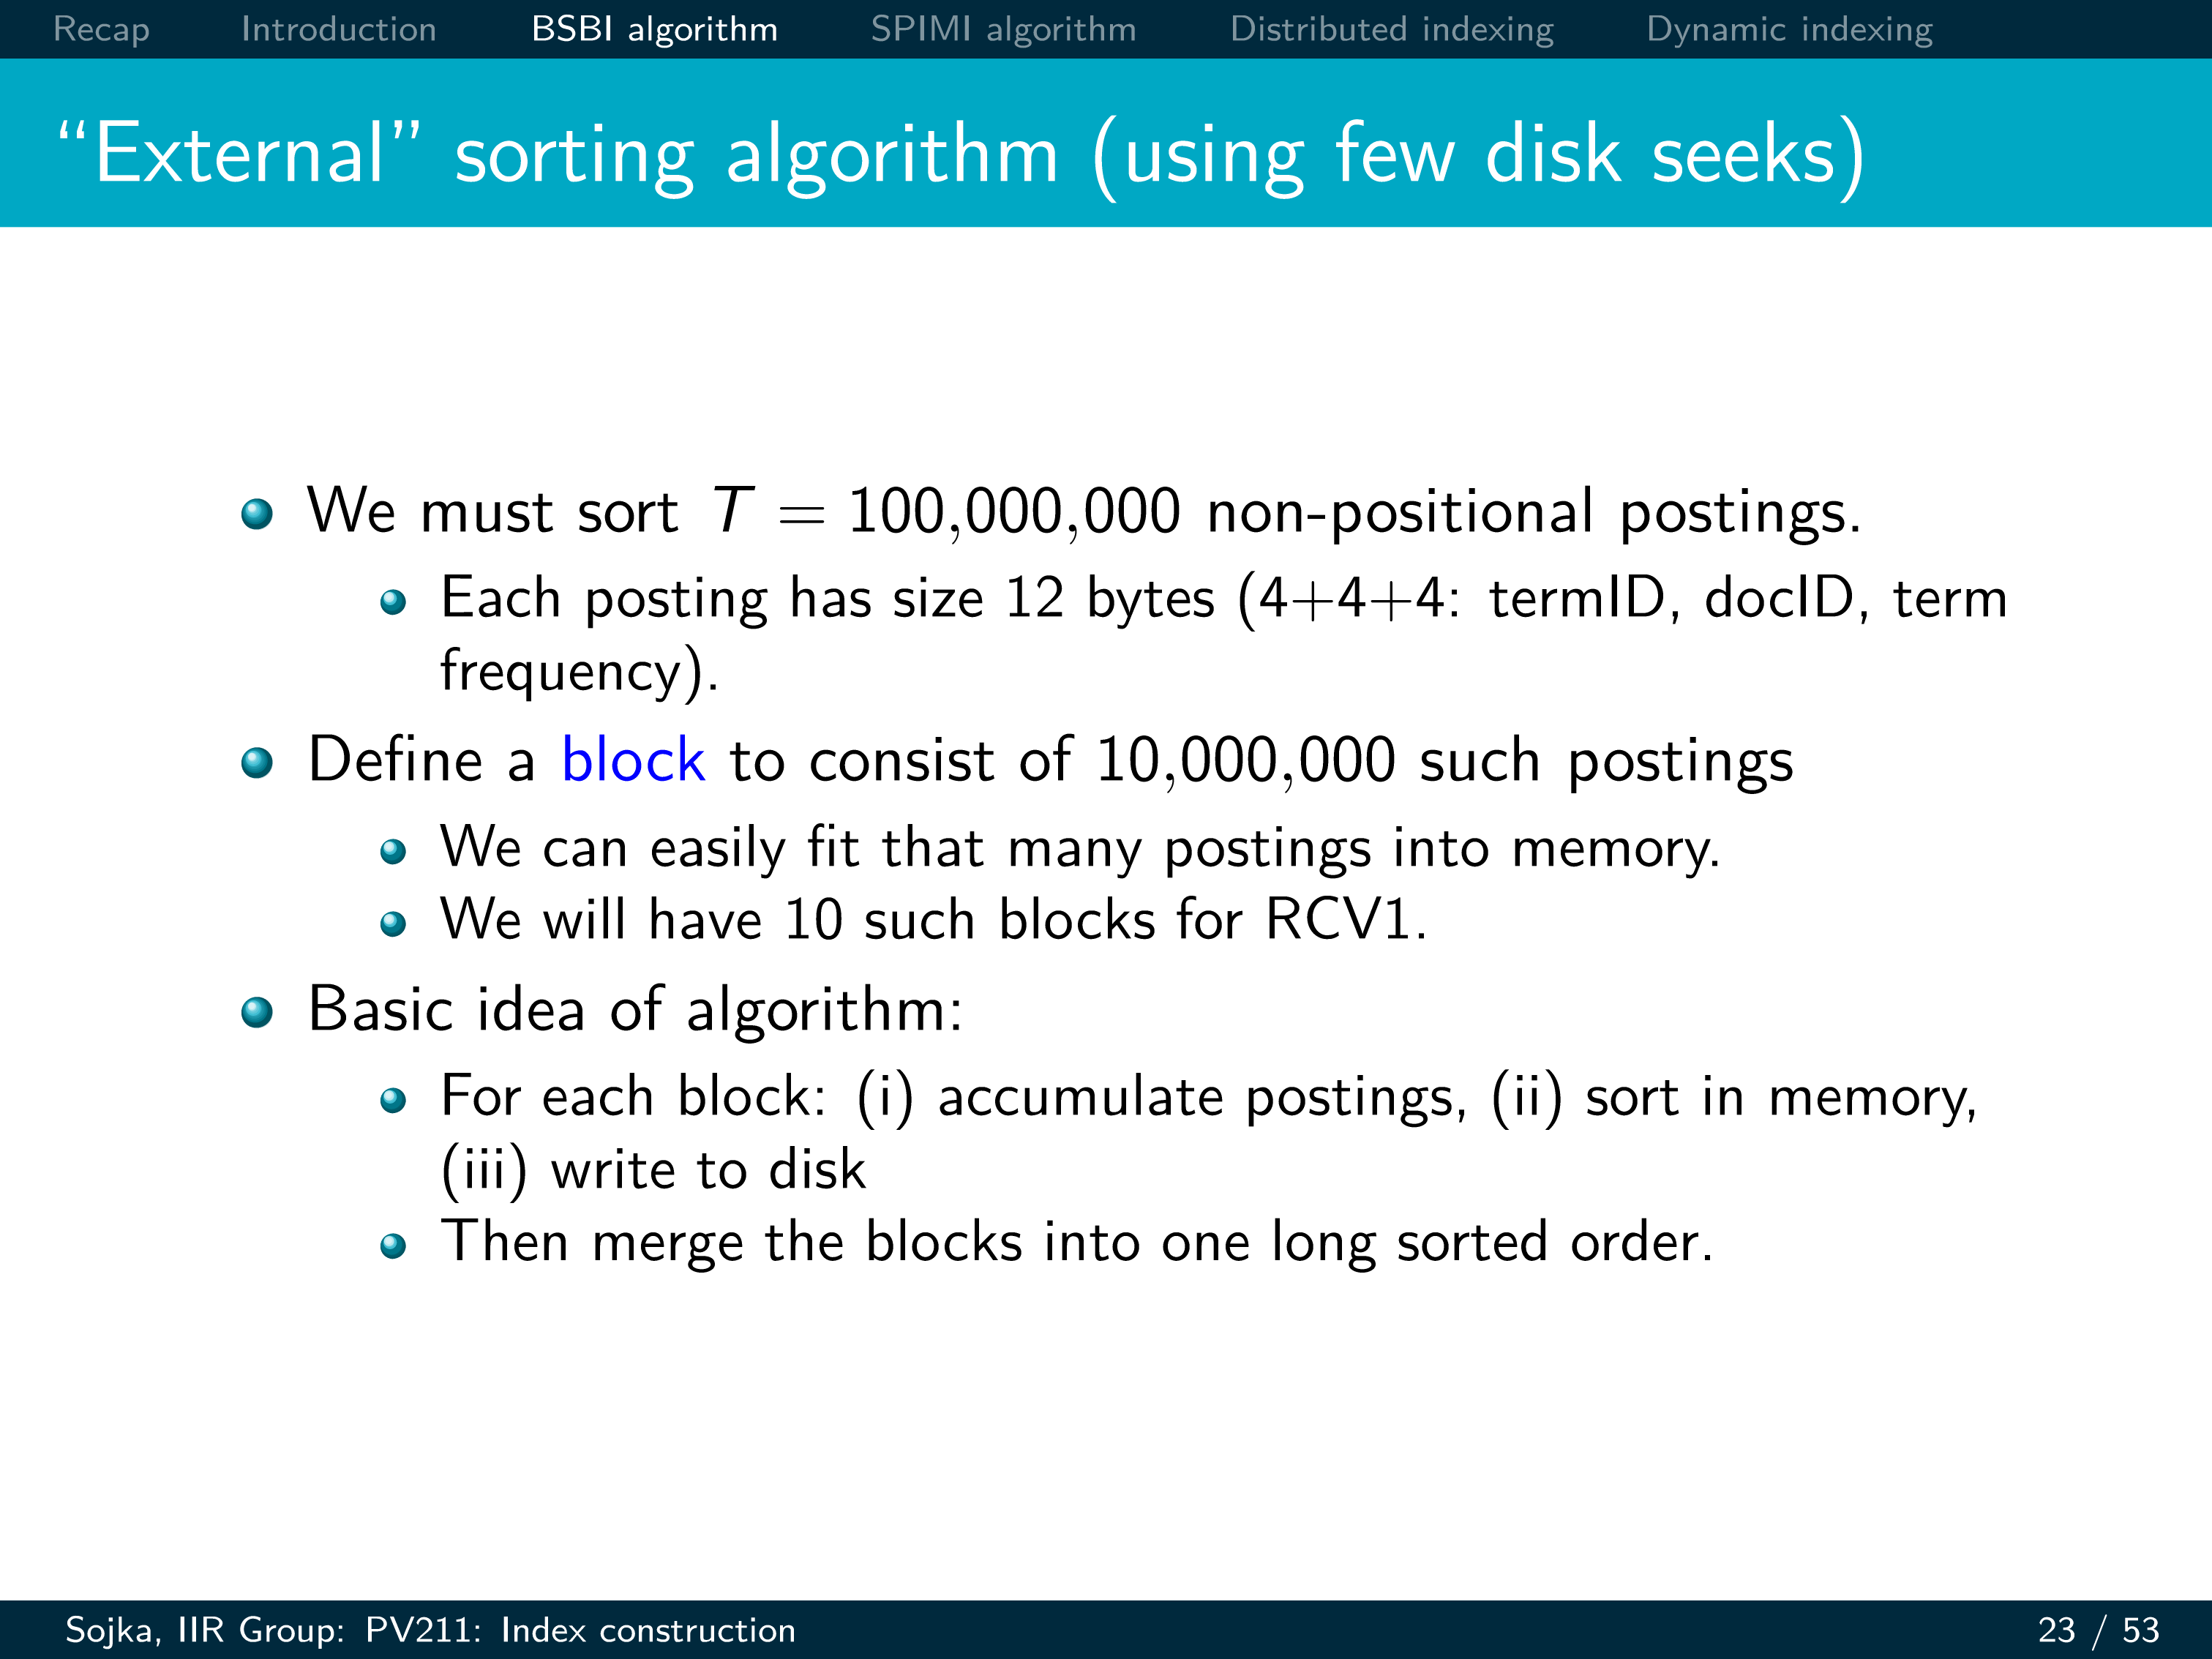 Recap Introduction BSBI algorithm SPIMI algorithm Distributed indexing Dynamic indexing
“External” sorting algorithm (using few disk seeks)
We must sort T = 100,000,000 non-positional postings.
Each posting has size 12 bytes (4+4+4: termID, docID, term
frequency).
Define a block to consist of 10,000,000 such postings
We can easily fit that many postings into memory.
We will have 10 such blocks for RCV1.
Basic idea of algorithm:
For each block: (i) accumulate postings, (ii) sort in memory,
(iii) write to disk
Then merge the blocks into one long sorted order.
Sojka, IIR Group: PV211: Index construction 23 / 53